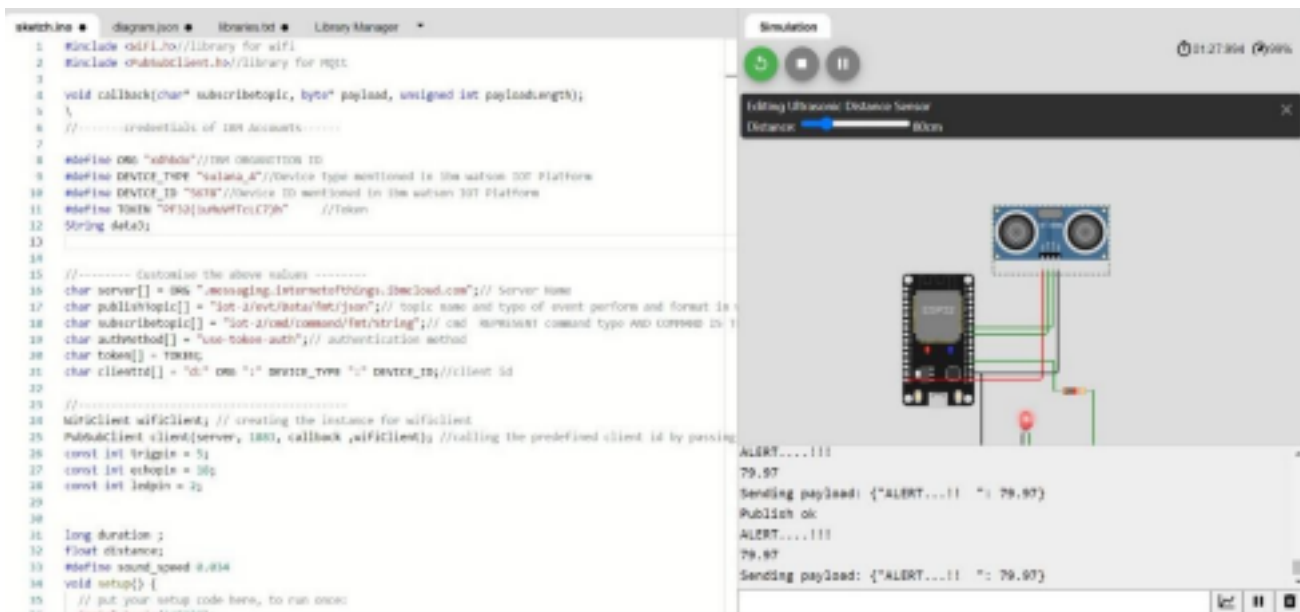 sketch.ino ● diagram.json ● libraries.txt ● Library Manager
1 #include <WiFi.h>//library for wifi
2 #include <PubSubClient.h>//library for MQtt
3
4 void callback(char* subscribetopic, byte* payload, unsigned int payloadLength);
5
6 //-------credentials of IBM Accounts------
7
8 #define ORG //IBM ORGANITION ID
9 #define DEVICE_TYPE //Device type mentioned in ibm watson IOT Platform
10 #define DEVICE_ID "5678"//Device ID mentioned in ibm watson IOT Platform
11 #define TOKEN //Token
12 String data3;
13
14
15 //-------- Customise the above values --------
16 char server[] = ORG ".messaging.internetofthings.ibmcloud.com";// Server Name
17 char publishTopic[] = "iot-2/evt/Data/fmt/json";// topic name and type of event perform and format in
18 char subscribetopic[] = "iot-2/cmd/command/fmt/String";// cmd REPRESENT command type AND COMMAND IS
19 char authMethod[] = "use-token-auth";// authentication method
20 char token[] = TOKEN;
21 char clientId[] = "d:" ORG ":" DEVICE_TYPE ":" DEVICE_ID;//client id
22
23 //-----------------------------------------
24 WiFiClient wifiClient; // creating the instance for wificlient
25 PubSubClient client(server, 1883, callback ,wifiClient); //calling the predefined client id by passing
26 const int trigpin = 5;
27 const int echopin = 18;
28 const int ledpin = 2;
29
30
31 long duration ;
32 float distance;
33 #define sound_speed 0.034
34 void setup() {
35 // put your setup code here, to run once:
Simulation
01:27.994 99%
Editing Ultrasonic Distance Sensor
Distance: 80cm
ESP32
ALERT....!!!
79.97
Sending payload: {"ALERT...!! ": 79.97}
Publish ok
ALERT....!!!
79.97
Sending payload: {"ALERT...!! ": 79.97}